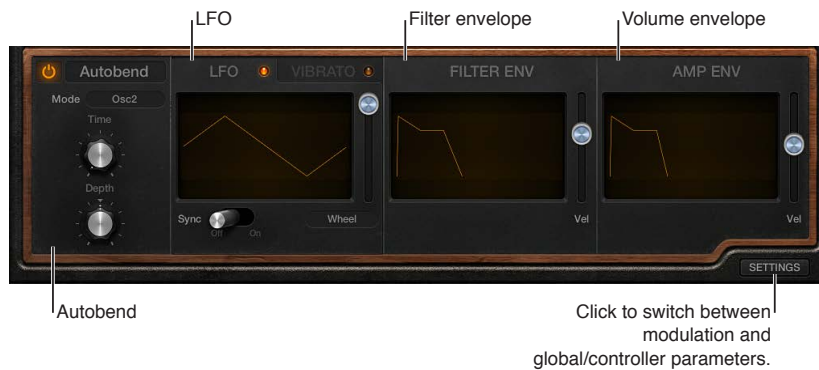 LFO
Filter envelope
Volume envelope
Autobend
LFO
VIBRATO
FILTER ENV
AMP ENV
Mode
Osc2
Time
Depth
Sync
Off
On
Wheel
Vel
Vel
SETTINGS
Autobend
Click to switch between
modulation and
global/controller parameters.